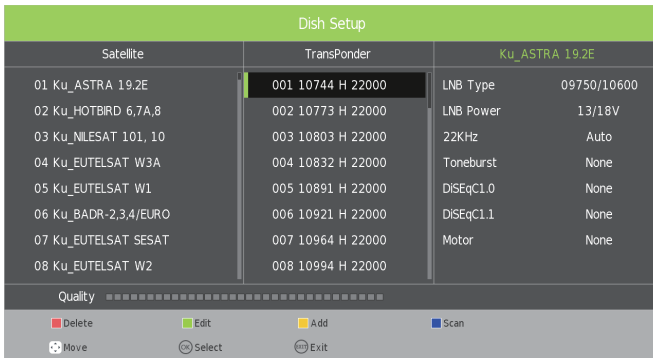 Dish Setup
Satellite TransPonder Ku_ASTRA 19.2E
01 Ku_ASTRA 19.2E 001 10744 H 22000 LNB Type 09750/10600
02 Ku_HOTBIRD 6,7A,8 002 10773 H 22000 LNB Power 13/18V
03 Ku_NILESAT 101, 10 003 10803 H 22000 22KHz Auto
04 Ku_EUTELSAT W3A 004 10832 H 22000 Toneburst None
05 Ku_EUTELSAT W1 005 10891 H 22000 DiSEqC1.0 None
06 Ku_BADR-2,3,4/EURO 006 10921 H 22000 DiSEqC1.1 None
07 Ku_EUTELSAT SESAT 007 10964 H 22000 Motor None
08 Ku_EUTELSAT W2 008 10994 H 22000
Quality
Delete Edit Add Scan
Move OK Select EXIT Exit